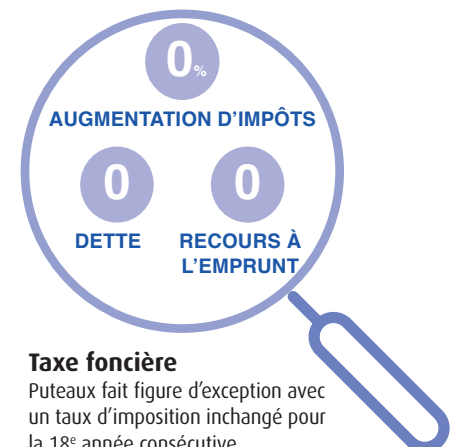 0%
AUGMENTATION D'IMPÔTS
0 0
DETTE RECOURS À
L'EMPRUNT
Taxe foncière
Puteaux fait figure d'exception avec
un taux d'imposition inchangé pour
la 18e année consécutive